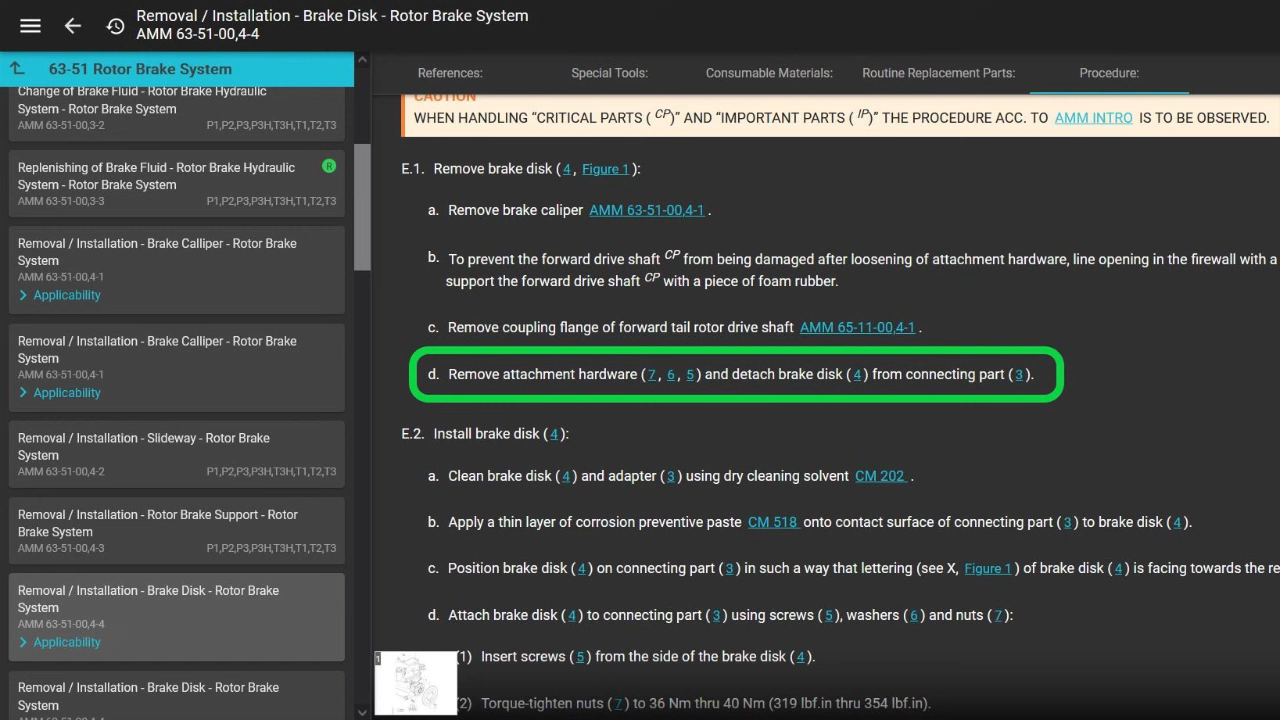 Removal / Installation - Brake Disk - Rotor Brake System
AMM 63-51-00,4-4
63-51 Rotor Brake System
Change of Brake Fluid - Rotor Brake Hydraulic
System - Rotor Brake System
AMM 63-51-00,3-2 P1,P2,P3,P3H,T3H,T1,T2,T3
Replenishing of Brake Fluid - Rotor Brake Hydraulic
System - Rotor Brake System
R
AMM 63-51-00,3-3 P1,P2,P3,P3H,T3H,T1,T2,T3
Removal / Installation - Brake Calliper - Rotor Brake
System
AMM 63-51-00,4-1
Applicability
Removal / Installation - Brake Calliper - Rotor Brake
System
AMM 63-51-00,4-1
Applicability
Removal / Installation - Slideway - Rotor Brake
System
AMM 63-51-00,4-2 P1,P2,P3,P3H,T3H,T1,T2,T3
Removal / Installation - Rotor Brake Support - Rotor
Brake System
AMM 63-51-00,4-3 P1,P2,P3,P3H,T3H,T1,T2,T3
Removal / Installation - Brake Disk - Rotor Brake
System
AMM 63-51-00,4-4
Applicability
Removal / Installation - Brake Disk - Rotor Brake
System
References: Special Tools: Consumable Materials: Routine Replacement Parts: Procedure:
CAUTION
WHEN HANDLING “CRITICAL PARTS ( CP)” AND “IMPORTANT PARTS ( IP)” THE PROCEDURE ACC. TO AMM INTRO IS TO BE OBSERVED.
E.1. Remove brake disk (4, Figure 1):
a. Remove brake caliper AMM 63-51-00,4-1 .
b. To prevent the forward drive shaft CP from being damaged after loosening of attachment hardware, line opening in the firewall with a
support the forward drive shaft CP with a piece of foam rubber.
c. Remove coupling flange of forward tail rotor drive shaft AMM 65-11-00,4-1 .
d. Remove attachment hardware (7, 6, 5) and detach brake disk (4) from connecting part (3).
E.2. Install brake disk (4):
a. Clean brake disk (4) and adapter (3) using dry cleaning solvent CM 202 .
b. Apply a thin layer of corrosion preventive paste CM 518 onto contact surface of connecting part (3) to brake disk (4).
c. Position brake disk (4) on connecting part (3) in such a way that lettering (see X, Figure 1) of brake disk (4) is facing towards the re
d. Attach brake disk (4) to connecting part (3) using screws (5), washers (6) and nuts (7):
1
(1) Insert screws (5) from the side of the brake disk (4).
(2) Torque-tighten nuts (7) to 36 Nm thru 40 Nm (319 lbf.in thru 354 lbf.in).